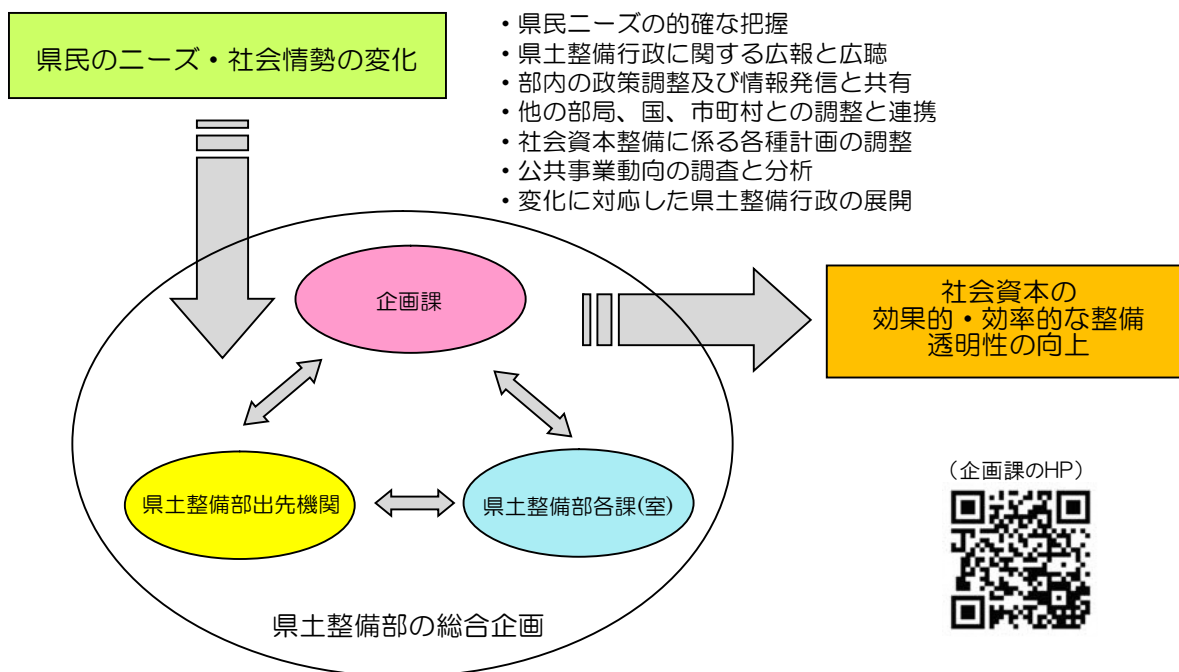 県民のニーズ・社会情勢の変化
・県民ニーズの的確な把握
・県土整備行政に関する広報と広聴
・部内の政策調整及び情報発信と共有
・他の部局、国、市町村との調整と連携
・社会資本整備に係る各種計画の調整
・公共事業動向の調査と分析
・変化に対応した県土整備行政の展開
企画課
社会資本の
効果的・効率的な整備
透明性の向上
県土整備部出先機関
県土整備部各課(室)
県土整備部の総合企画
（企画課のHP）